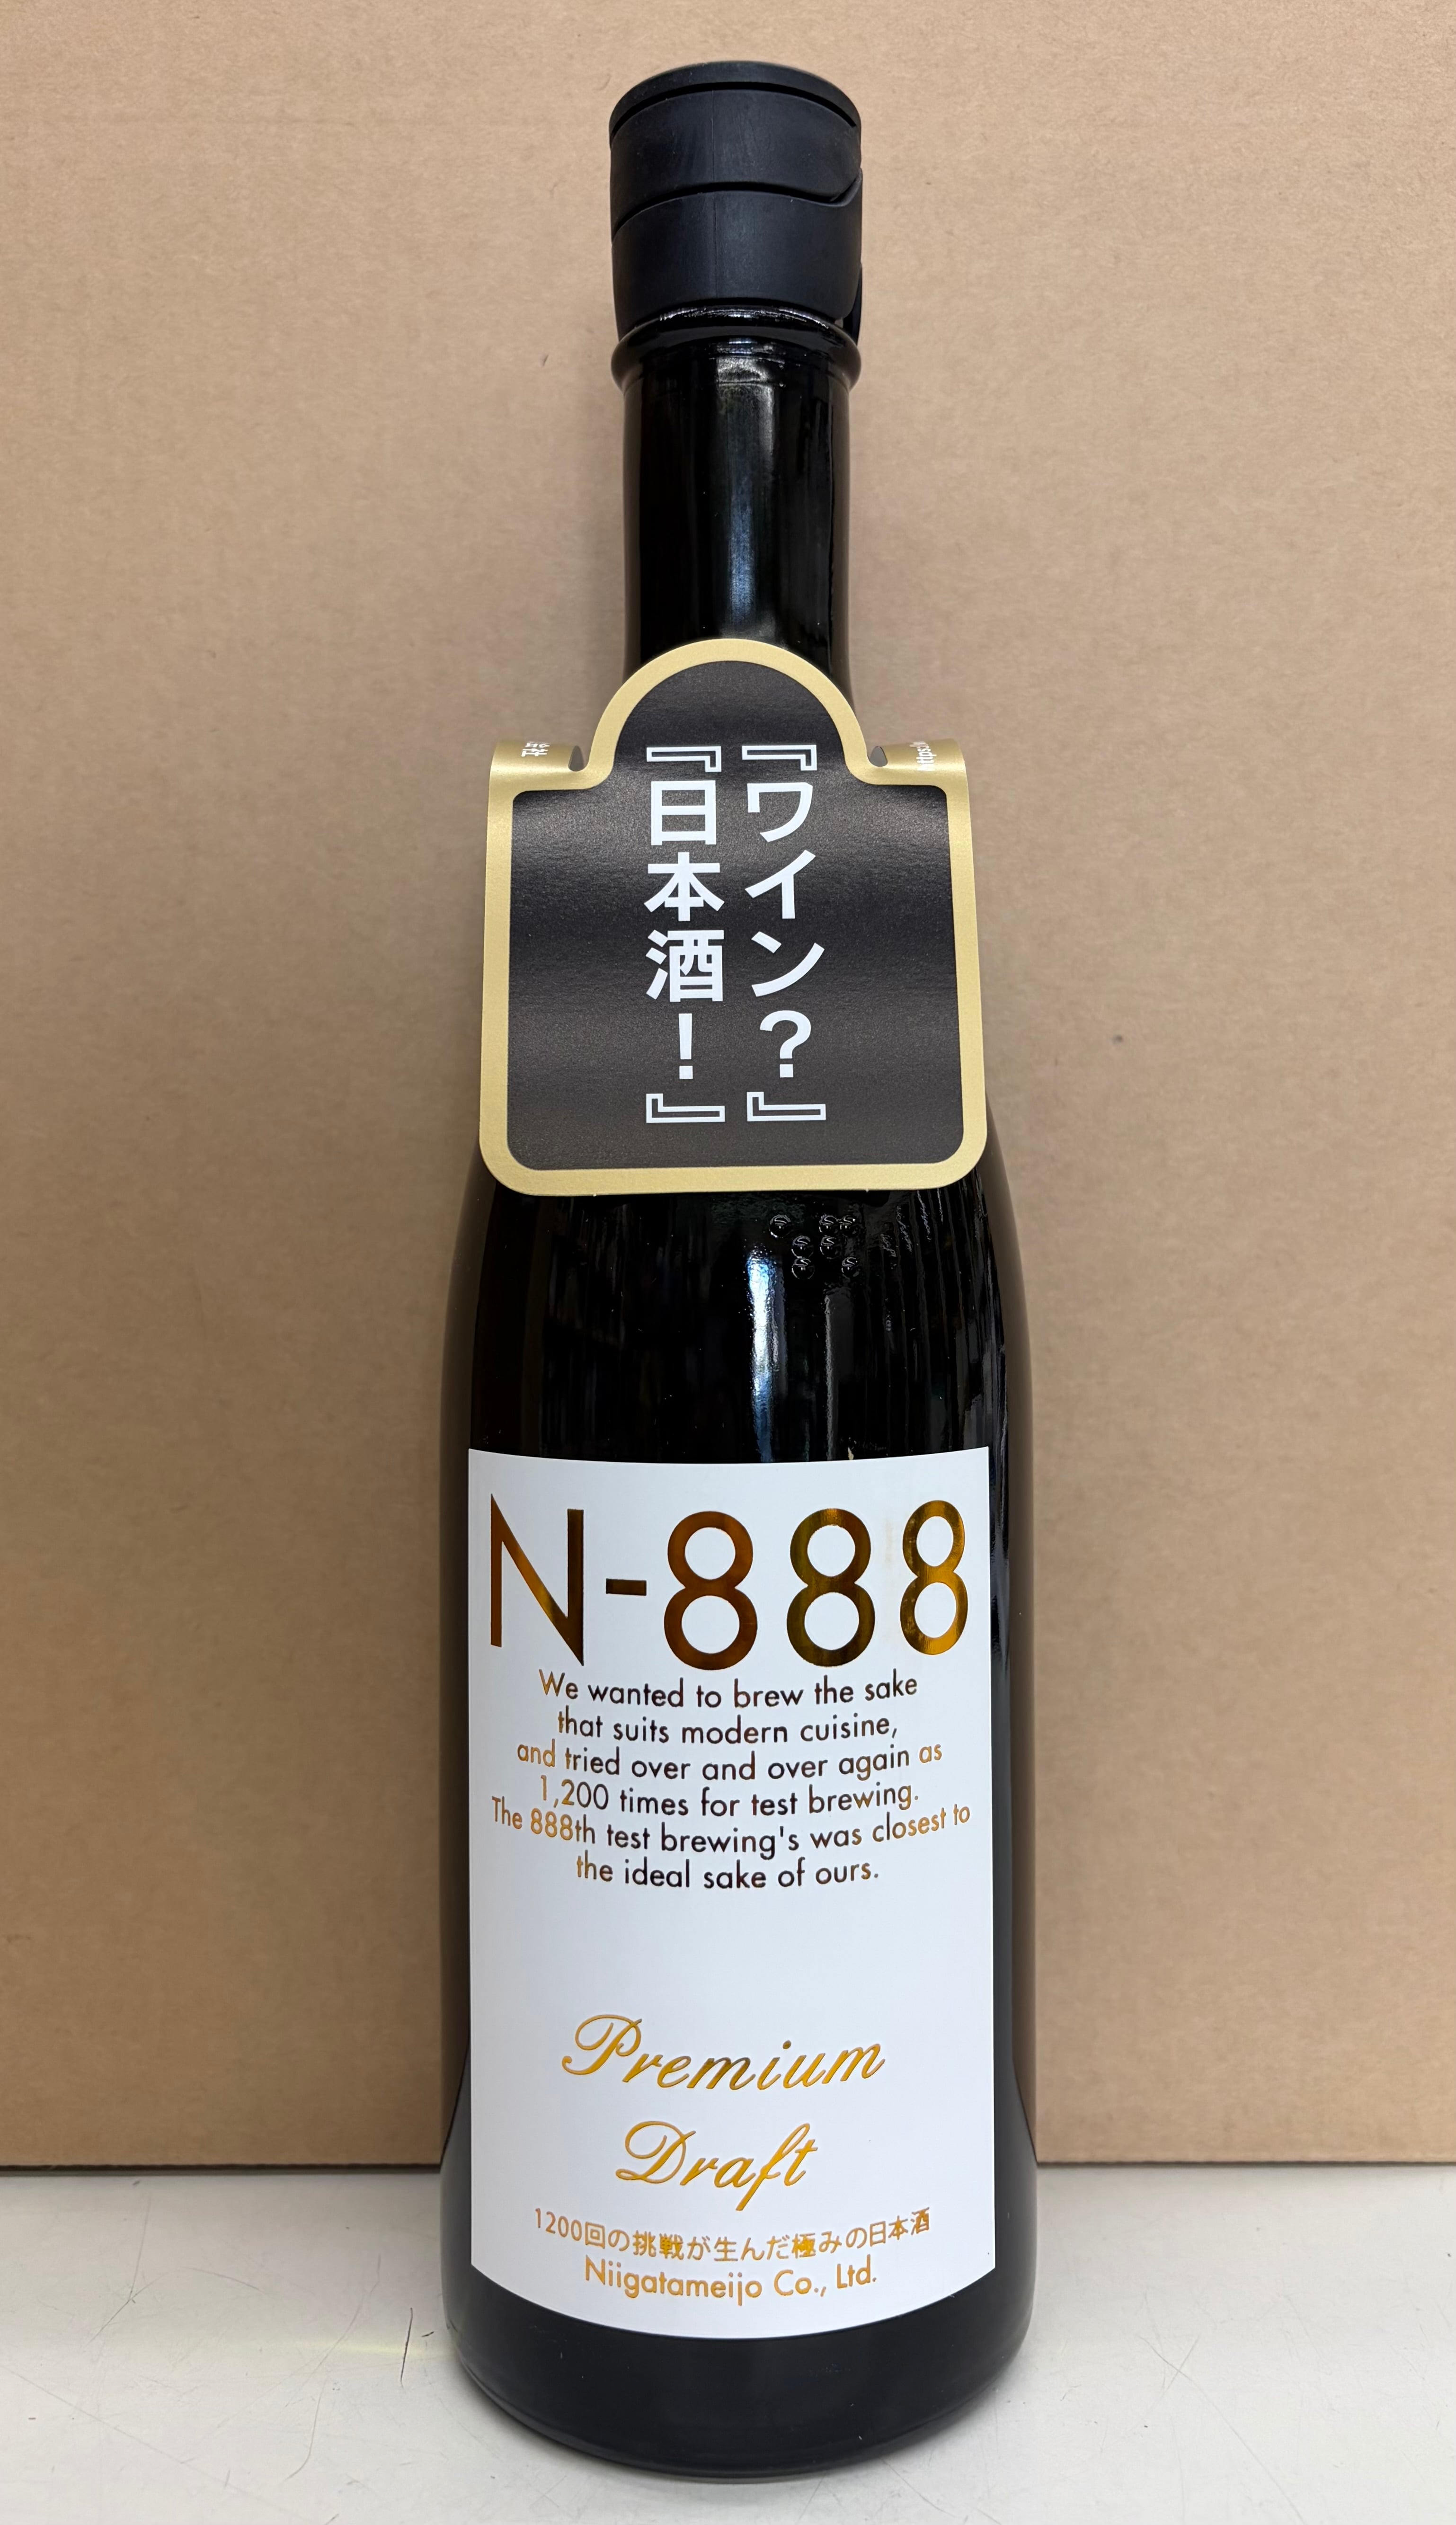 『ワイン?』
『日本酒!』
N-888
We wanted to brew the sake
that suits modern cuisine,
and tried over and over again as
1,200 times for test brewing.
The 888th test brewing's was closest to
the ideal sake of ours.
Premium
Draft
1200回の挑戦が生んだ極みの日本酒
Niigatameijo Co., Ltd.